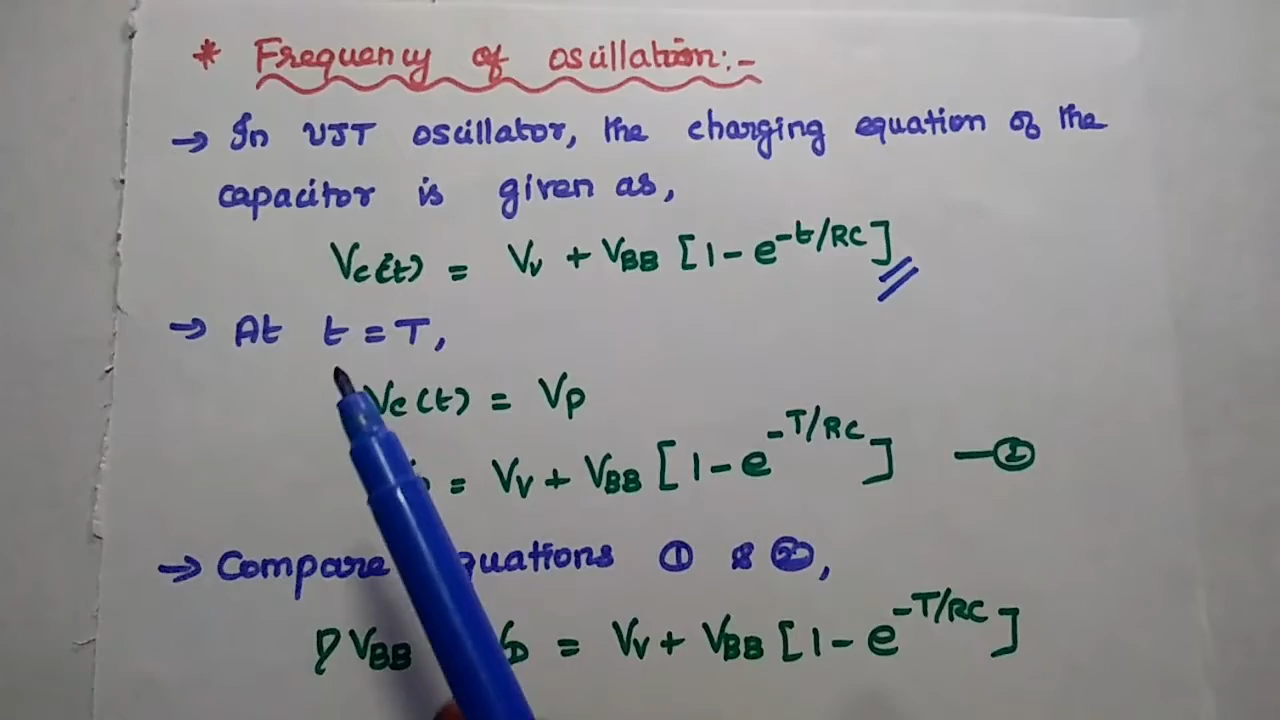 * Frequency of oscillation:-
→ In UJT oscillator, the charging equation of the
capacitor is given as,
Vc(t) = Vv + VBB [1 - e^-t/RC]
→ At t = T,
Vc(t) = Vp
= Vv + VBB [1 - e^-T/RC] — ②
→ Compare equations ① & ②,
η VBB = Vv + VBB [1 - e^-T/RC]